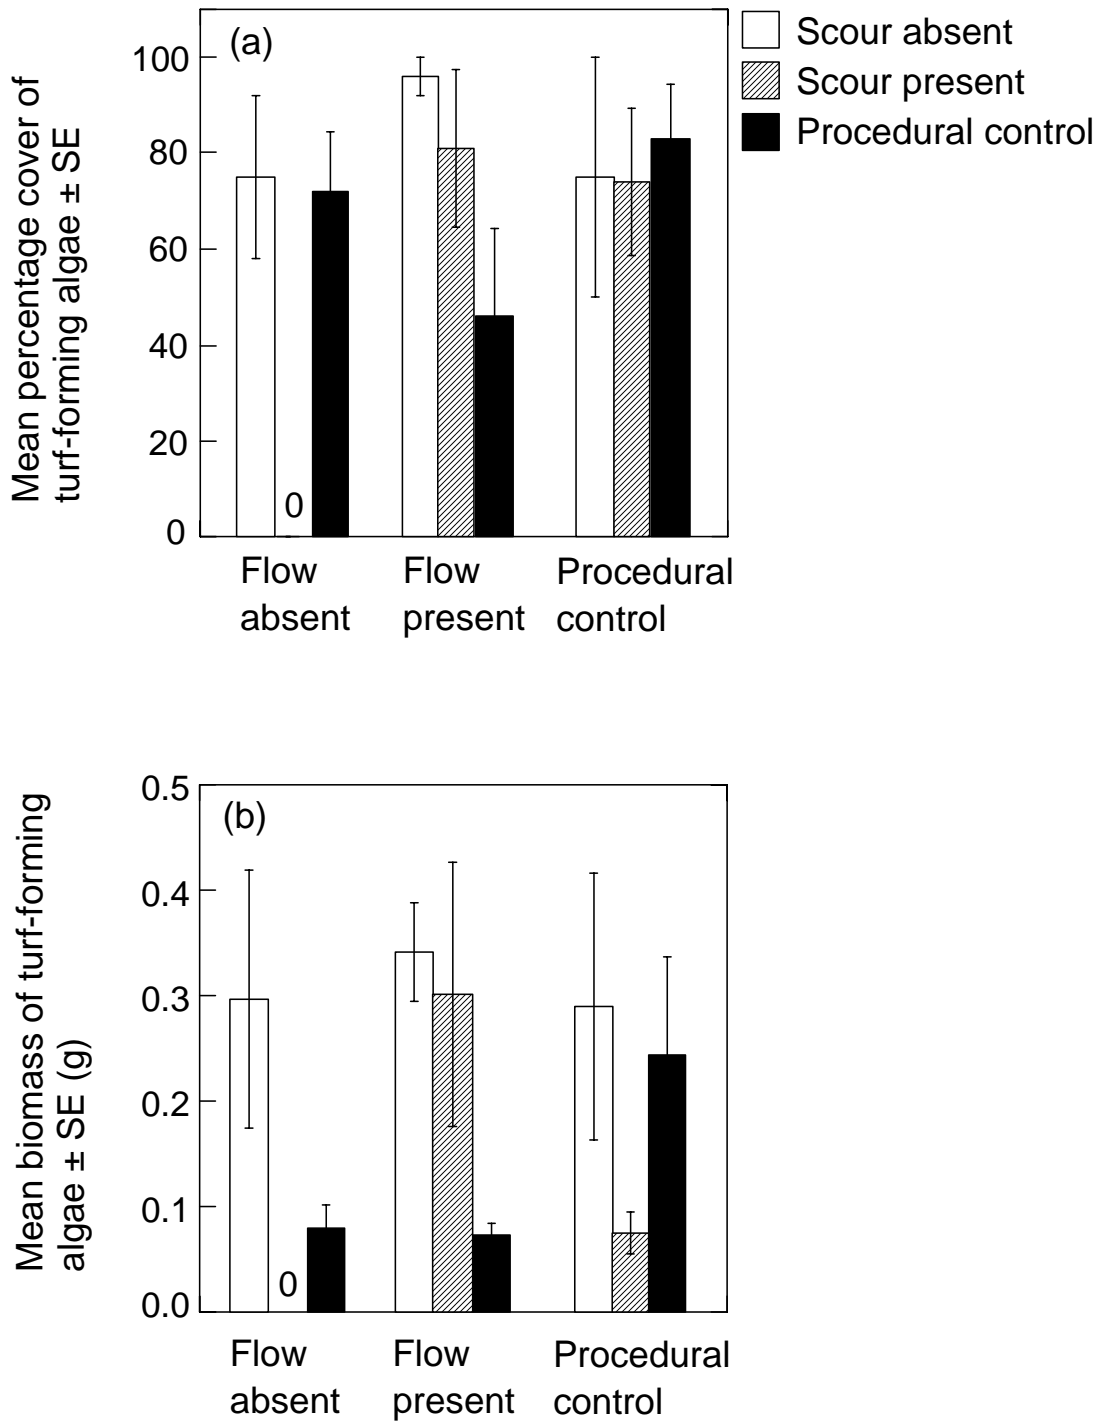 (a)
Scour absent
Scour present
Procedural control
Mean percentage cover of
turf-forming algae ± SE
100
80
60
40
20
0
0
Flow
absent
Flow
present
Procedural
control
(b)
Mean biomass of turf-forming
algae ± SE (g)
0.5
0.4
0.3
0.2
0.1
0.0
0
Flow
absent
Flow
present
Procedural
control